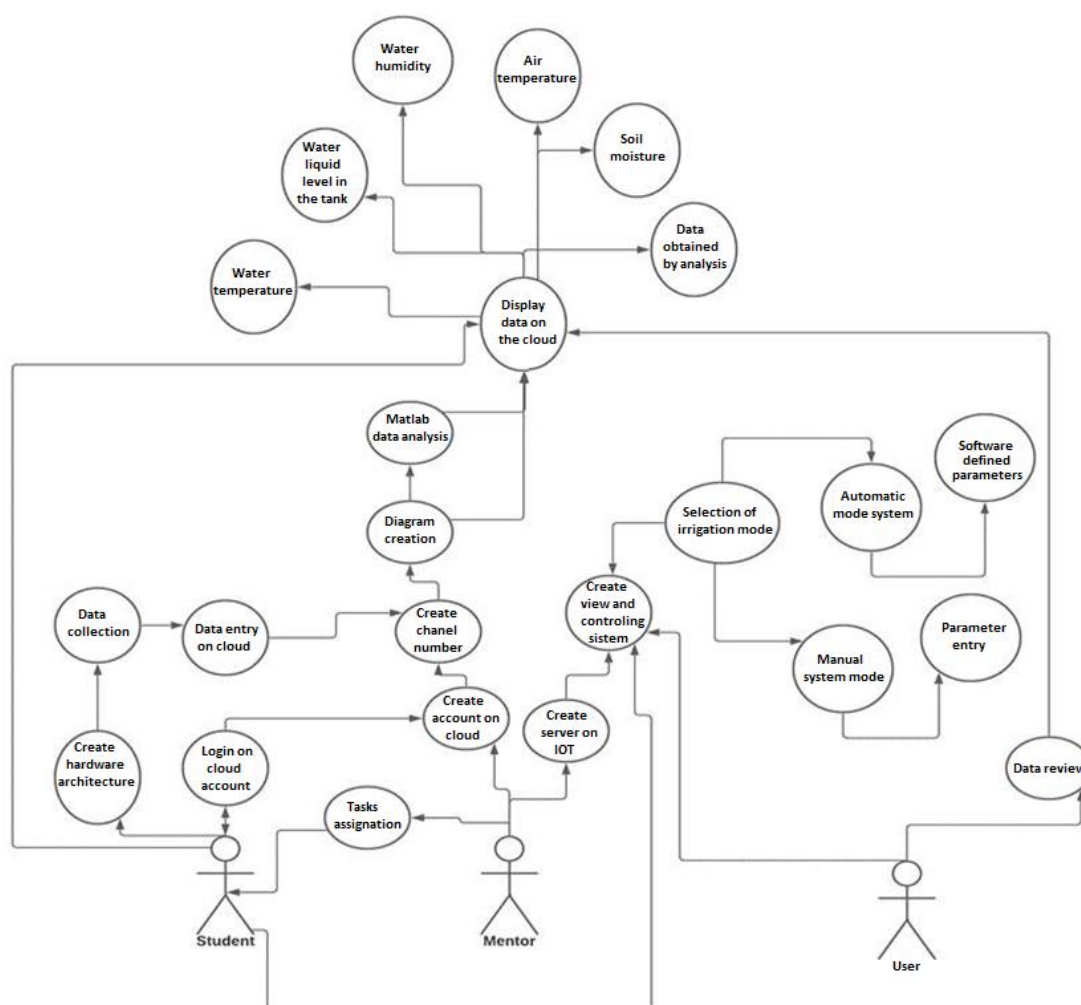 Water
humidity
Air
temperature
Soil
moisture
Water
liquid
level in
the tank
Data
obtained
by analysis
Water
temperature
Display
data on
the cloud
Matlab
data analysis
Software
defined
parameters
Automatic
mode system
Selection of
irrigation mode
Diagram
creation
Data
collection
Data entry
on cloud
Create
chanel
number
Create
view and
controling
sistem
Parameter
entry
Manual
system mode
Create
account on
cloud
Create
server on
IOT
Create
hardware
architecture
Login on
cloud
account
Data review
Tasks
assignation
Student
Mentor
User